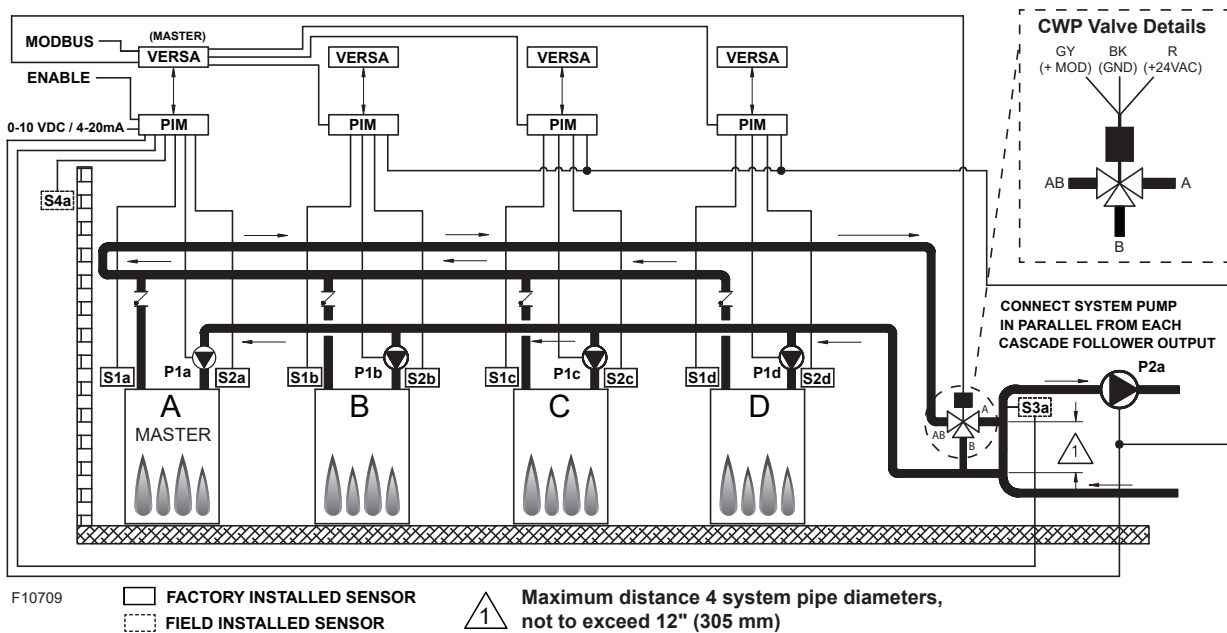 MODBUS
(MASTER)
VERSA
VERSA
VERSA
VERSA
ENABLE
0-10 VDC / 4-20mA
PIM
PIM
PIM
PIM
S4a
CWP Valve Details
GY
(+ MOD)
BK
(GND)
R
(+24VAC)
AB
A
B
CONNECT SYSTEM PUMP
IN PARALLEL FROM EACH
CASCADE FOLLOWER OUTPUT
S1a
P1a
S2a
S1b
P1b
S2b
S1c
P1c
S2c
S1d
P1d
S2d
P2a
A
MASTER
B
C
D
AB
A
B
S3a
1
F10709
FACTORY INSTALLED SENSOR
FIELD INSTALLED SENSOR
1
Maximum distance 4 system pipe diameters,
not to exceed 12" (305 mm)